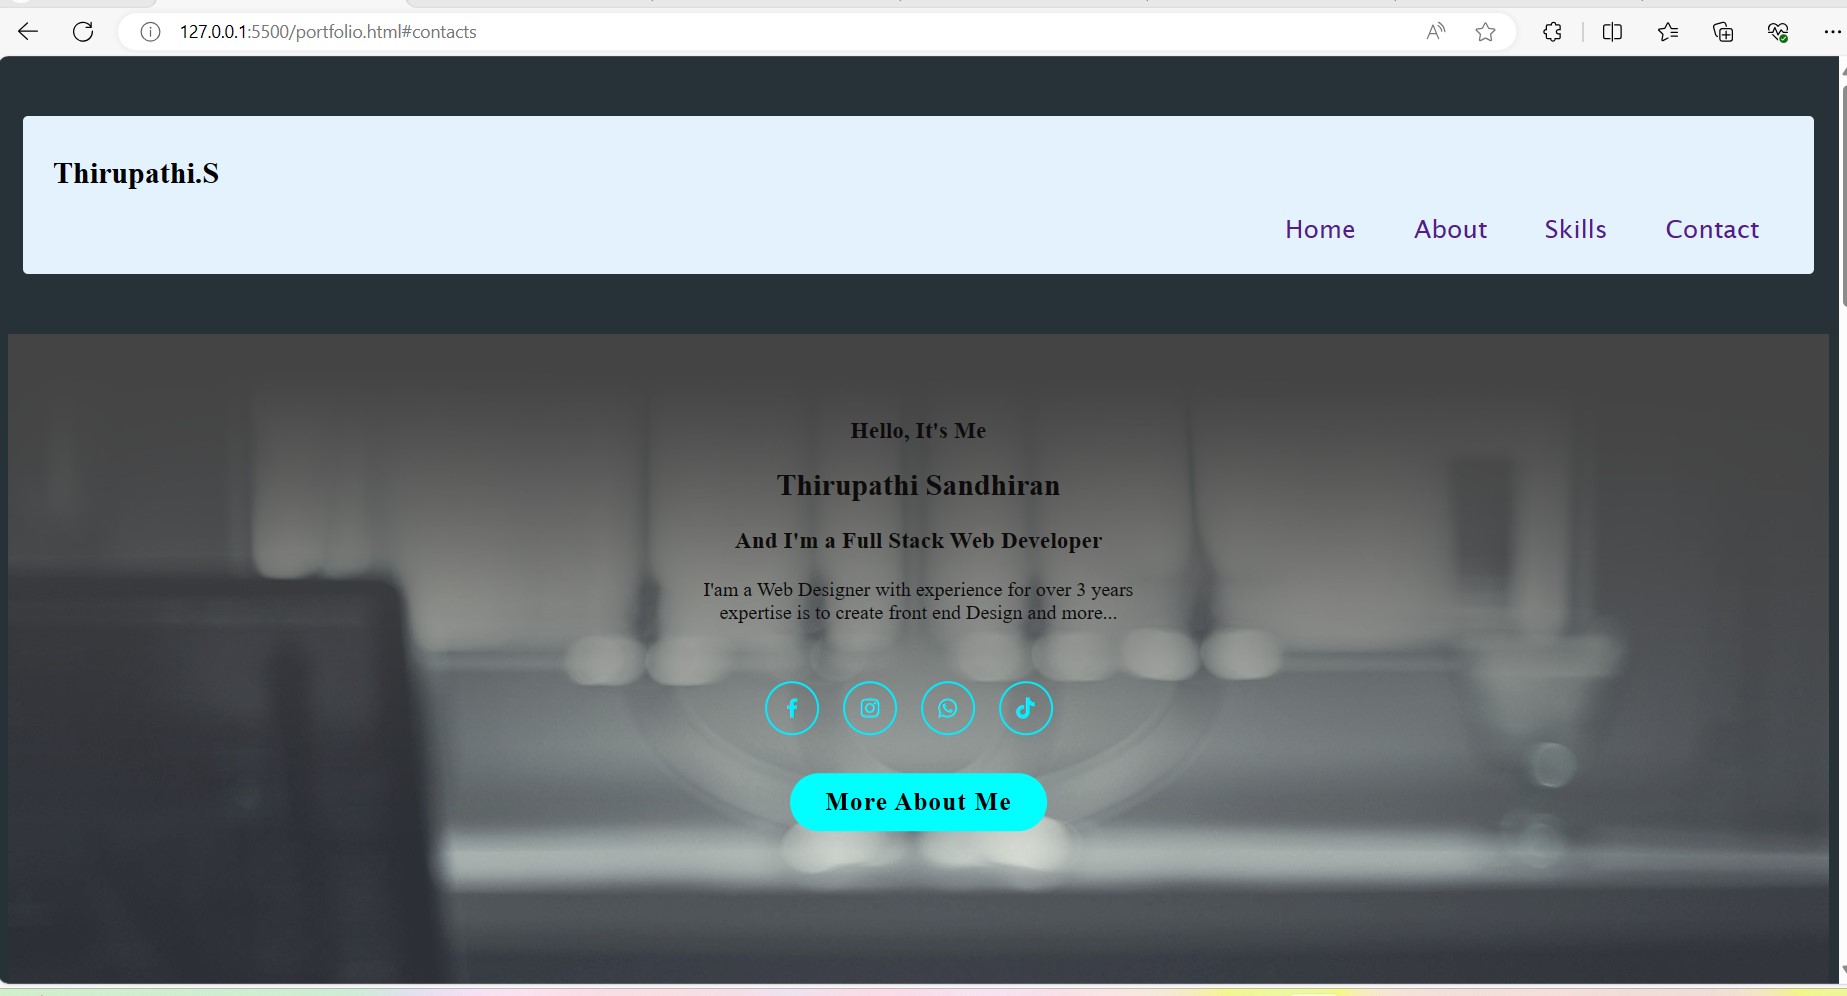 127.0.0.1:5500/portfolio.html#contacts
Thirupathi.S
Home About Skills Contact
Hello, It's Me
Thirupathi Sandhiran
And I'm a Full Stack Web Developer
I'am a Web Designer with experience for over 3 years
expertise is to create front end Design and more...
More About Me